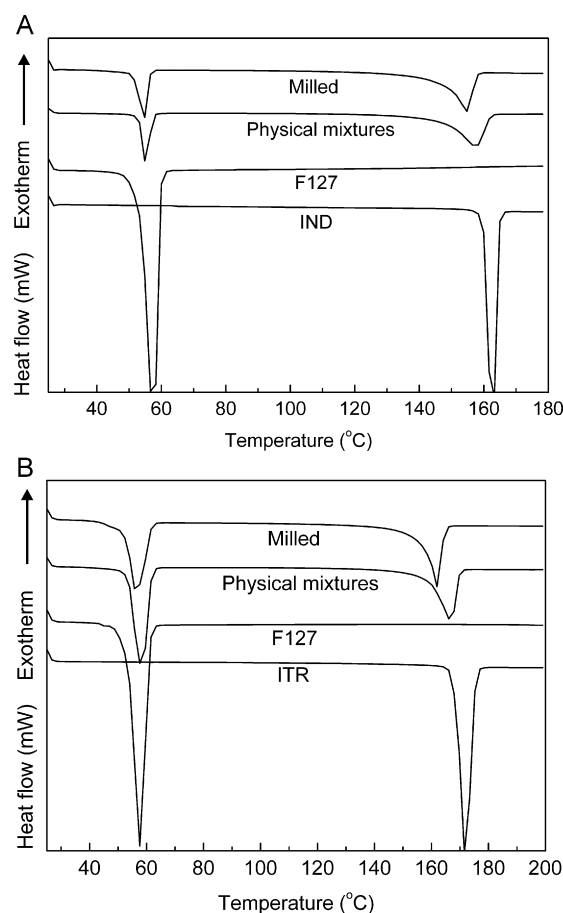 A
Heat flow (mW) Exotherm
Milled
Physical mixtures
F127
IND
40 60 80 100 120 140 160 180
Temperature (°C)
B
Heat flow (mW) Exotherm
Milled
Physical mixtures
F127
ITR
40 60 80 100 120 140 160 180 200
Temperature (°C)